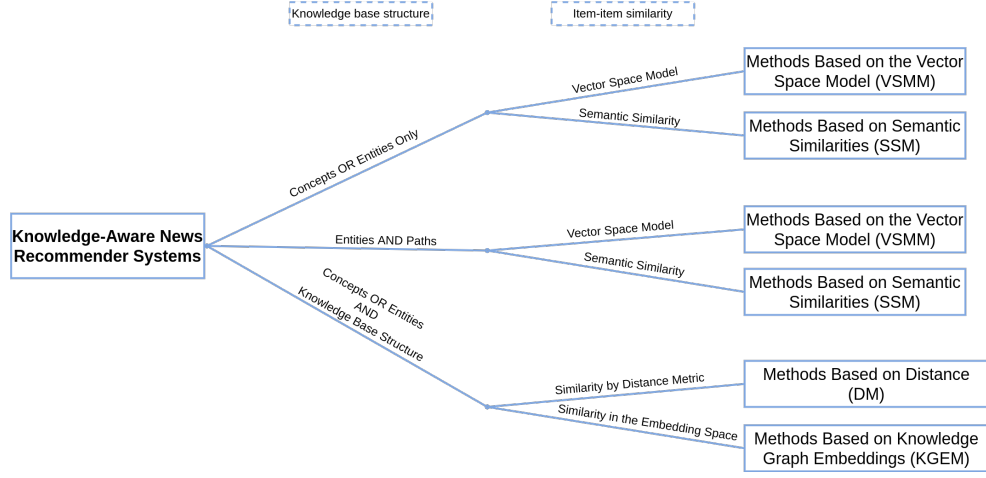 Knowledge base structure
Item-item similarity
Knowledge-Aware News
Recommender Systems
Concepts OR Entities Only
Vector Space Model
Methods Based on the Vector
Space Model (VSMM)
Semantic Similarity
Methods Based on Semantic
Similarities (SSM)
Entities AND Paths
Vector Space Model
Methods Based on the Vector
Space Model (VSMM)
Semantic Similarity
Methods Based on Semantic
Similarities (SSM)
Concepts OR Entities
AND
Knowledge Base Structure
Similarity by Distance Metric
Methods Based on Distance
(DM)
Similarity in the Embedding Space
Methods Based on Knowledge
Graph Embeddings (KGEM)